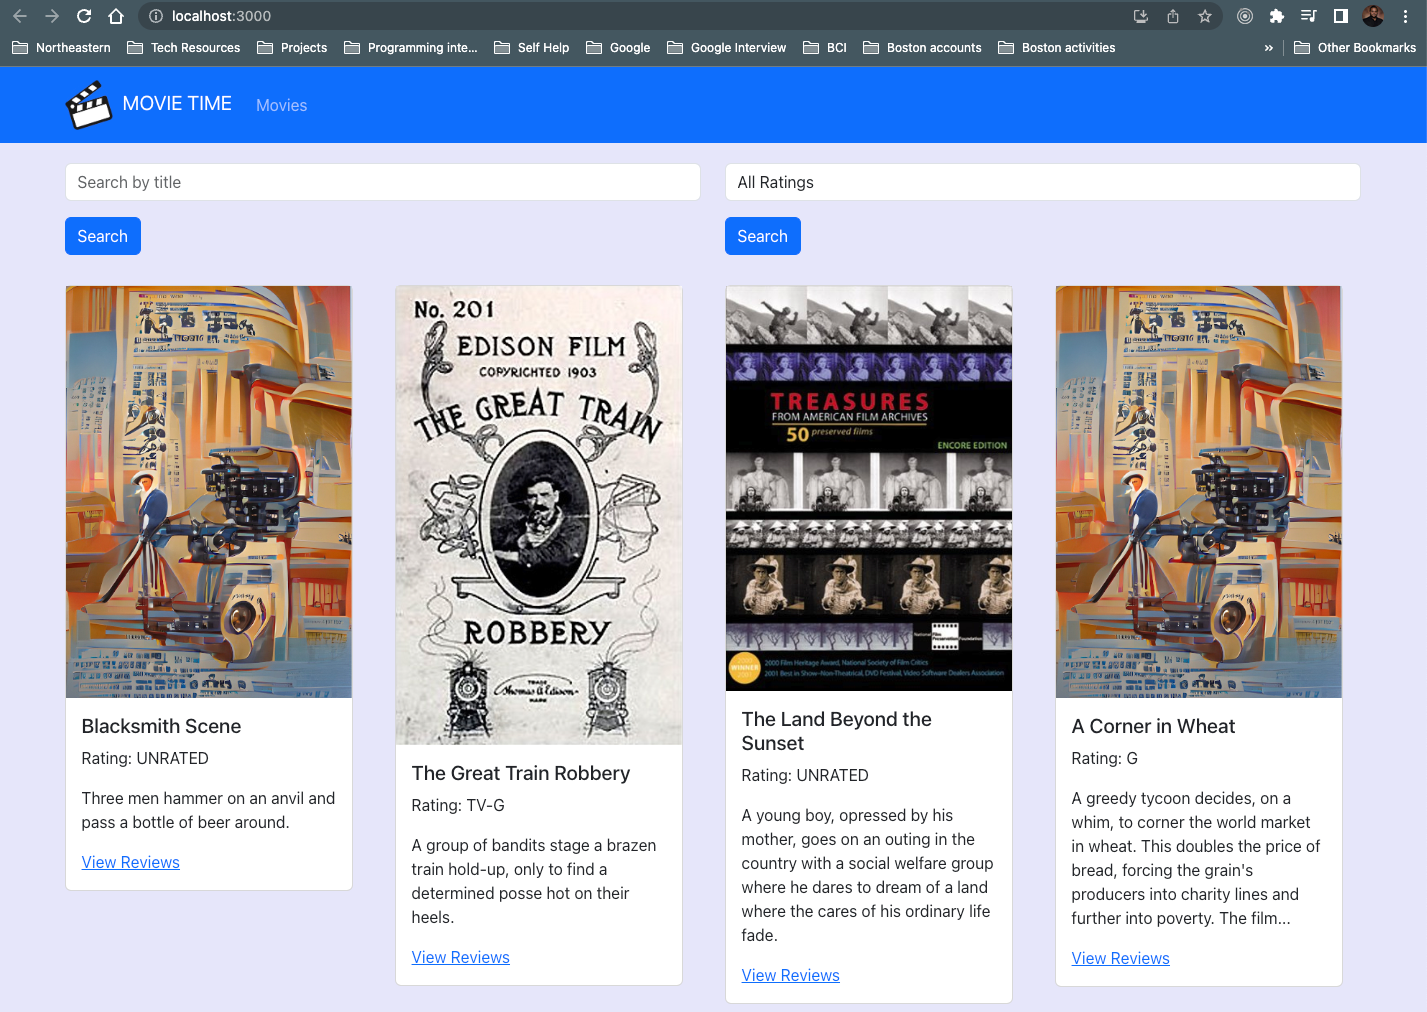 localhost:3000
Northeastern
Tech Resources
Projects
Programming inte...
Self Help
Google
Google Interview
BCI
Boston accounts
Boston activities
»
Other Bookmarks
MOVIE TIME
Movies
Search by title
All Ratings
Search
Search
No. 201
EDISON FILM
COPYRICHTED 1903
THE GREAT TRAIN
ROBBERY
TRADE
Thomas A. Edison
MARK
TREASURES
FROM AMERICAN FILM ARCHIVES
50 preserved films
ENCORE EDITION
National Film Preservation Foundation
WINNER
2000 Film Heritage Award, National Society of Film Critics
2001 Best in Show–Non-Theatrical, DVD Festival, Video Software Dealers Association
Blacksmith Scene
Rating: UNRATED
Three men hammer on an anvil and
pass a bottle of beer around.
View Reviews
The Great Train Robbery
Rating: TV-G
A group of bandits stage a brazen
train hold-up, only to find a
determined posse hot on their
heels.
View Reviews
The Land Beyond the
Sunset
Rating: UNRATED
A young boy, opressed by his
mother, goes on an outing in the
country with a social welfare group
where he dares to dream of a land
where the cares of his ordinary life
fade.
View Reviews
A Corner in Wheat
Rating: G
A greedy tycoon decides, on a
whim, to corner the world market
in wheat. This doubles the price of
bread, forcing the grain's
producers into charity lines and
further into poverty. The film...
View Reviews